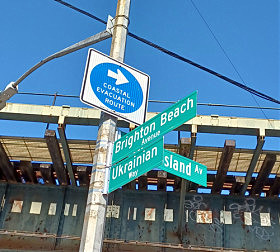 COASTAL
EVACUATION
ROUTE
Brighton Beach
Avenue
Ukrainian
Way
Island Av